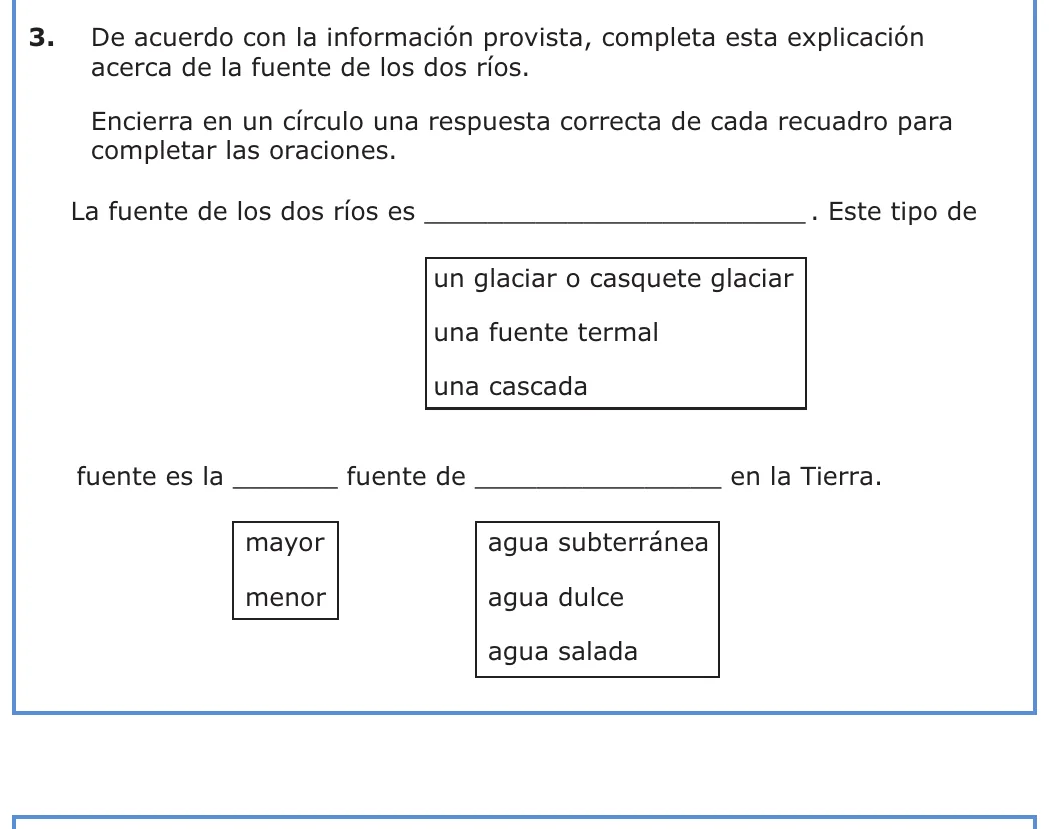 3. De acuerdo con la información provista, completa esta explicación
acerca de la fuente de los dos ríos.
Encierra en un círculo una respuesta correcta de cada recuadro para
completar las oraciones.
La fuente de los dos ríos es ______________________________ . Este tipo de
un glaciar o casquete glaciar
una fuente termal
una cascada
fuente es la ________ fuente de ___________________ en la Tierra.
mayor
menor
agua subterránea
agua dulce
agua salada